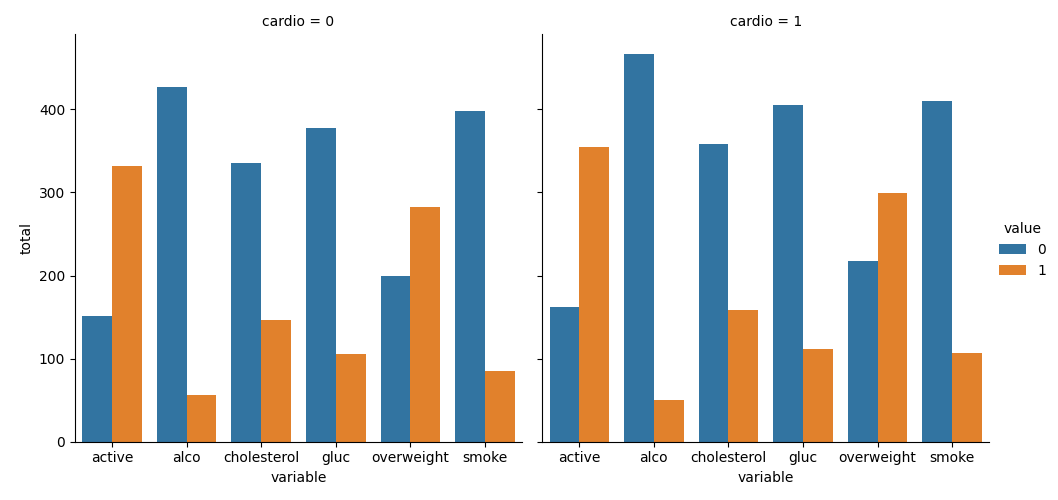 cardio = 0
cardio = 1
total
400
300
200
100
0
active alco cholesterol gluc overweight smoke
variable
active alco cholesterol gluc overweight smoke
variable
value
0
1